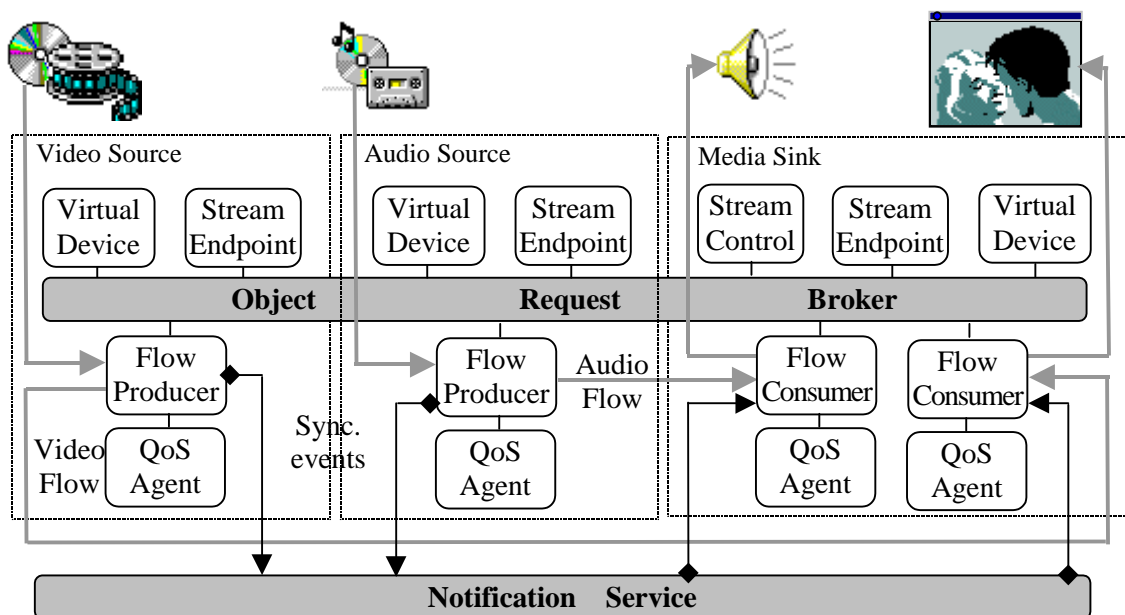 Video Source
Audio Source
Media Sink
Virtual
Device
Stream
Endpoint
Virtual
Device
Stream
Endpoint
Stream
Control
Stream
Endpoint
Virtual
Device
Object Request Broker
Flow
Producer
Flow
Producer
Audio
Flow
Flow
Consumer
Flow
Consumer
Video
Flow
QoS
Agent
Sync.
events
QoS
Agent
QoS
Agent
QoS
Agent
Notification Service